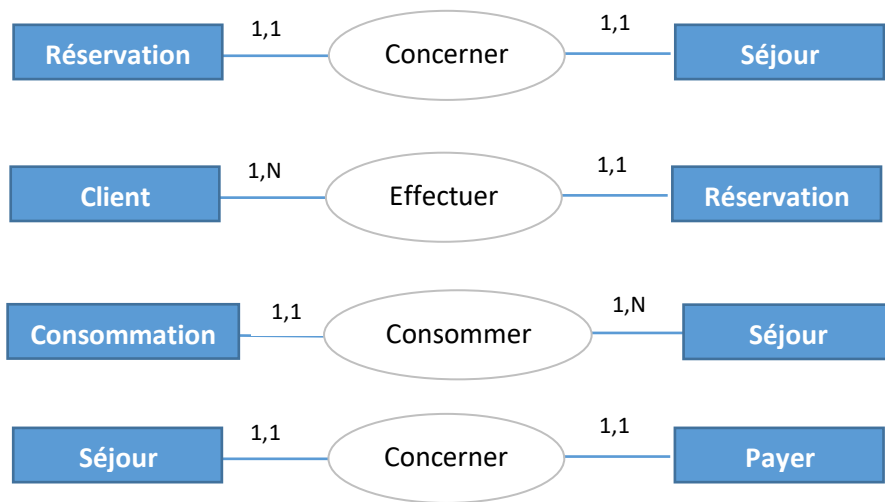 1,1 1,1
Réservation Concerner Séjour
1,N 1,1
Client Effectuer Réservation
1,1 1,N
Consommation Consommer Séjour
1,1 1,1
Séjour Concerner Payer